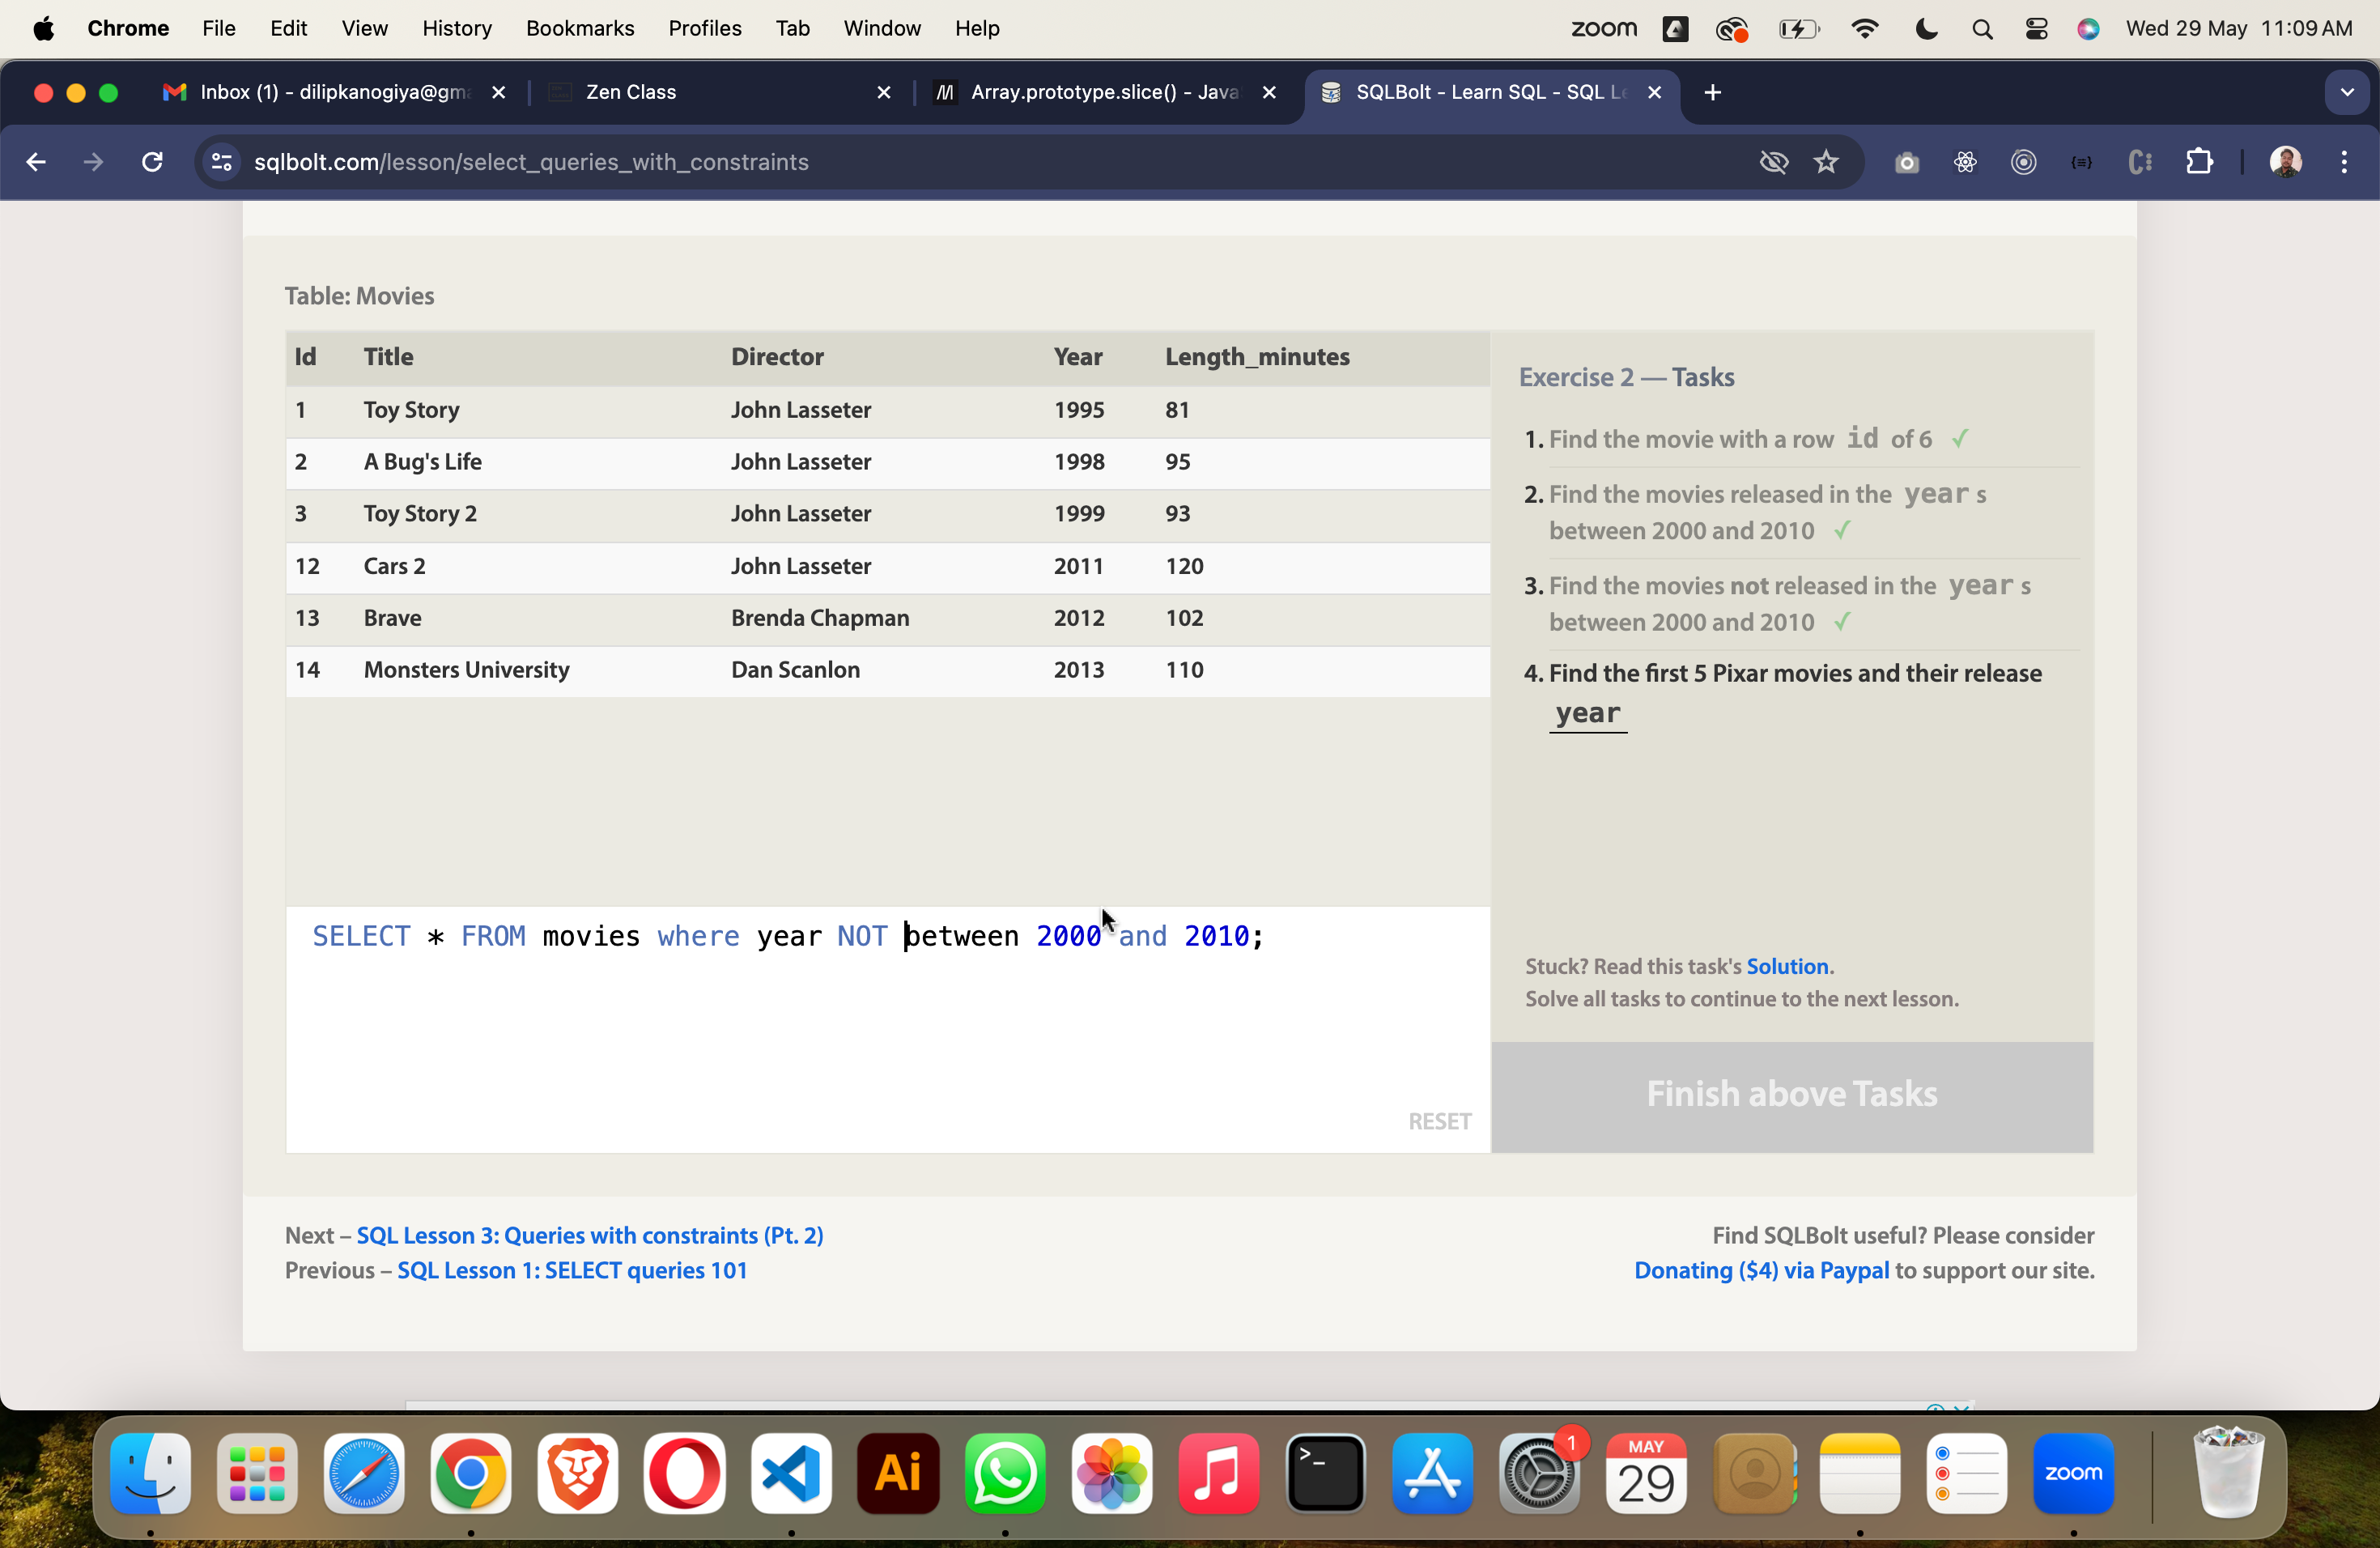 Chrome File Edit View History Bookmarks Profiles Tab Window Help zoom Wed 29 May 11:09 AM
Inbox (1) - dilipkanogiya@gma Zen Class Array.prototype.slice() - Java SQLBolt - Learn SQL - SQL Le
sqlbolt.com/lesson/select_queries_with_constraints
Table: Movies
Id Title Director Year Length_minutes
1 Toy Story John Lasseter 1995 81
2 A Bug's Life John Lasseter 1998 95
3 Toy Story 2 John Lasseter 1999 93
12 Cars 2 John Lasseter 2011 120
13 Brave Brenda Chapman 2012 102
14 Monsters University Dan Scanlon 2013 110
SELECT * FROM movies where year NOT between 2000 and 2010;
RESET
Exercise 2 — Tasks
1. Find the movie with a row id of 6 ✓
2. Find the movies released in the year s
between 2000 and 2010 ✓
3. Find the movies not released in the year s
between 2000 and 2010 ✓
4. Find the first 5 Pixar movies and their release
year
Stuck? Read this task's Solution.
Solve all tasks to continue to the next lesson.
Finish above Tasks
Next – SQL Lesson 3: Queries with constraints (Pt. 2)
Previous – SQL Lesson 1: SELECT queries 101
Find SQLBolt useful? Please consider
Donating ($4) via Paypal to support our site.
Ai
>_
1
MAY
29
zoom